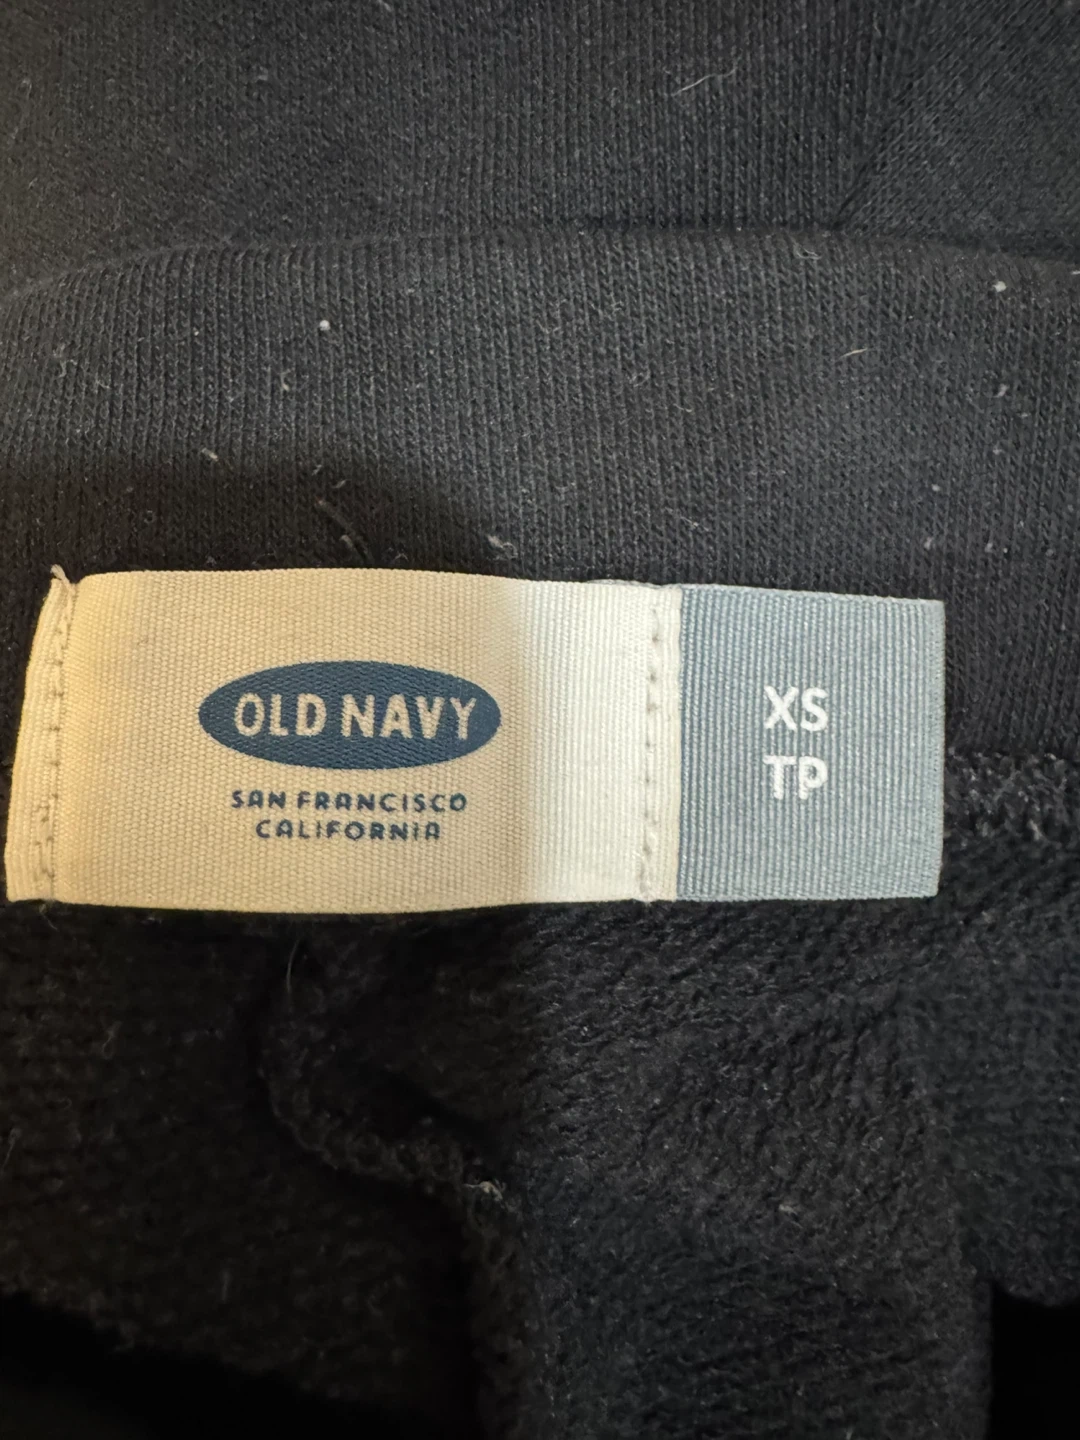 OLD NAVY
SAN FRANCISCO
CALIFORNIA
XS
TP